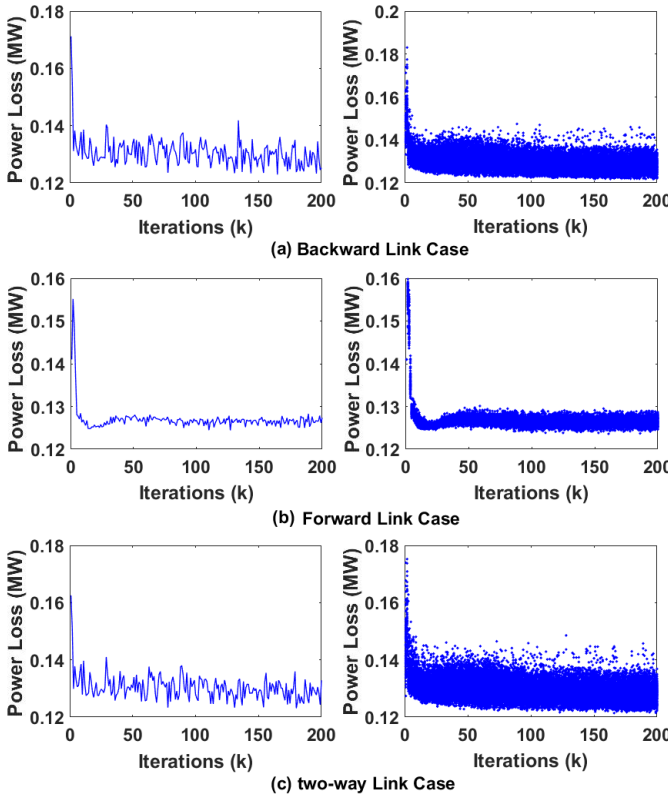 0.18
0.16
0.14
0.12
0 50 100 150 200
Power Loss (MW)
Iterations (k)
0.2
0.18
0.16
0.14
0.12
0 50 100 150 200
Power Loss (MW)
Iterations (k)
(a) Backward Link Case
0.16
0.15
0.14
0.13
0.12
0 50 100 150 200
Power Loss (MW)
Iterations (k)
0.16
0.15
0.14
0.13
0.12
0 50 100 150 200
Power Loss (MW)
Iterations (k)
(b) Forward Link Case
0.18
0.16
0.14
0.12
0 50 100 150 200
Power Loss (MW)
Iterations (k)
0.18
0.16
0.14
0.12
0 50 100 150 200
Power Loss (MW)
Iterations (k)
(c) two-way Link Case